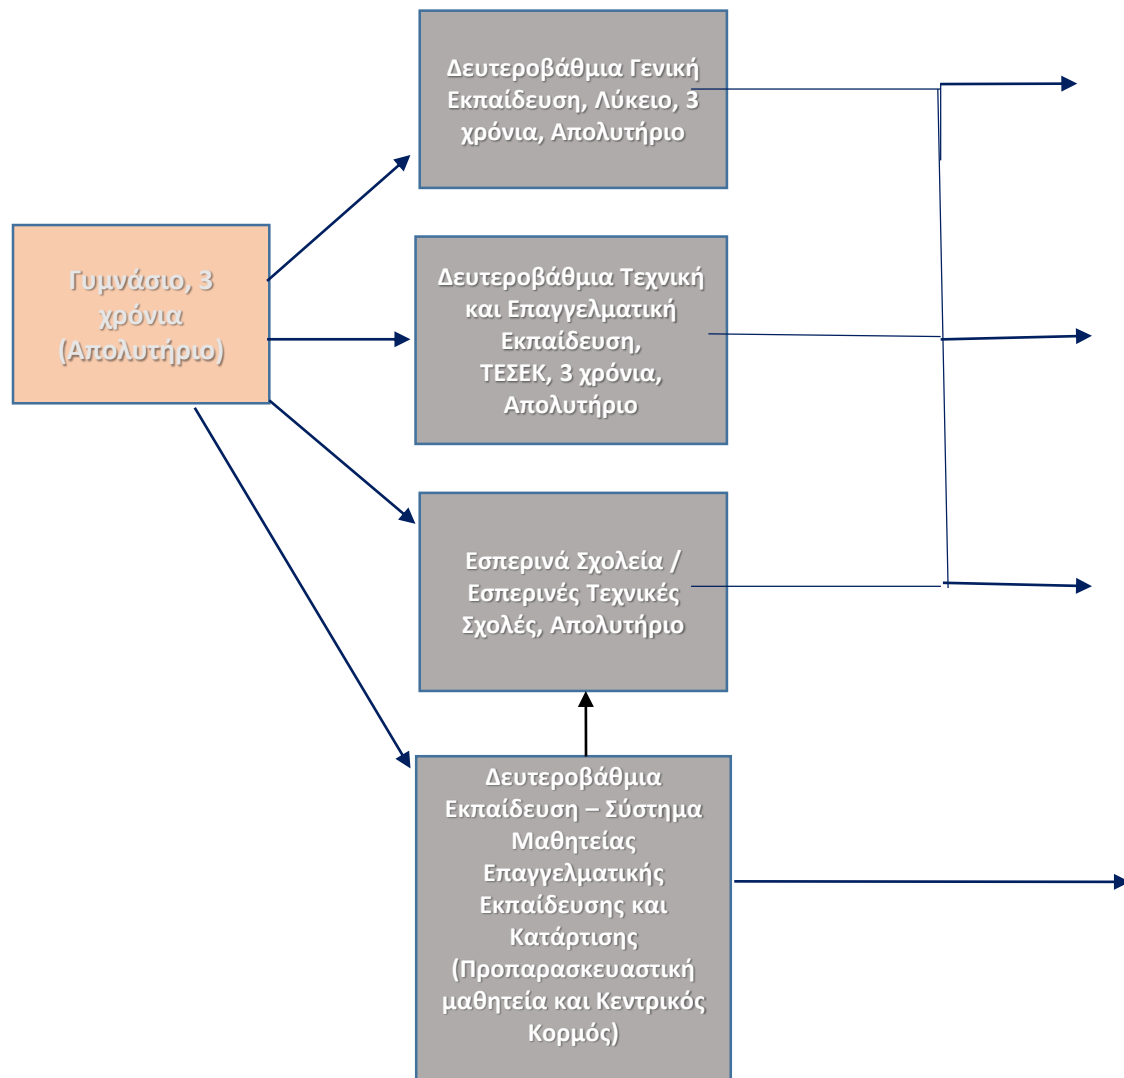 Δευτεροβάθμια Γενική
Εκπαίδευση, Λύκειο, 3
χρόνια, Απολυτήριο
Γυμνάσιο, 3
χρόνια
(Απολυτήριο)
Δευτεροβάθμια Τεχνική
και Επαγγελματική
Εκπαίδευση,
ΤΕΣΕΚ, 3 χρόνια,
Απολυτήριο
Εσπερινά Σχολεία /
Εσπερινές Τεχνικές
Σχολές, Απολυτήριο
Δευτεροβάθμια
Εκπαίδευση – Σύστημα
Μαθητείας
Επαγγελματικής
Εκπαίδευσης και
Κατάρτισης
(Προπαρασκευαστική
μαθητεία και Κεντρικός
Κορμός)